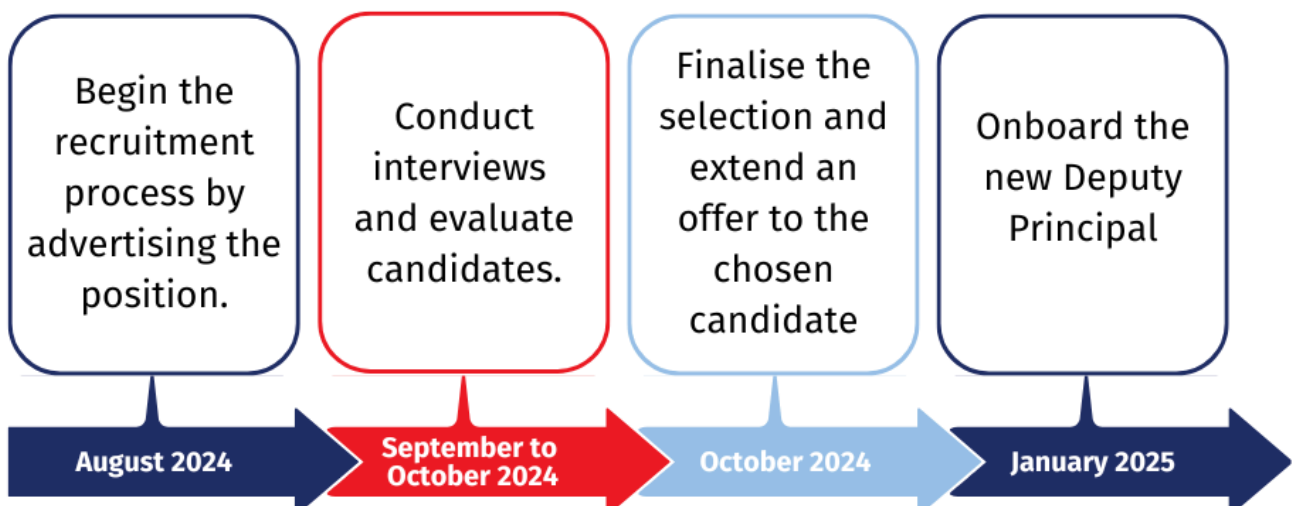 Begin the
recruitment
process by
advertising the
position.
Conduct
interviews
and evaluate
candidates.
Finalise the
selection and
extend an
offer to the
chosen
candidate
Onboard the
new Deputy
Principal
August 2024
September to
October 2024
October 2024
January 2025